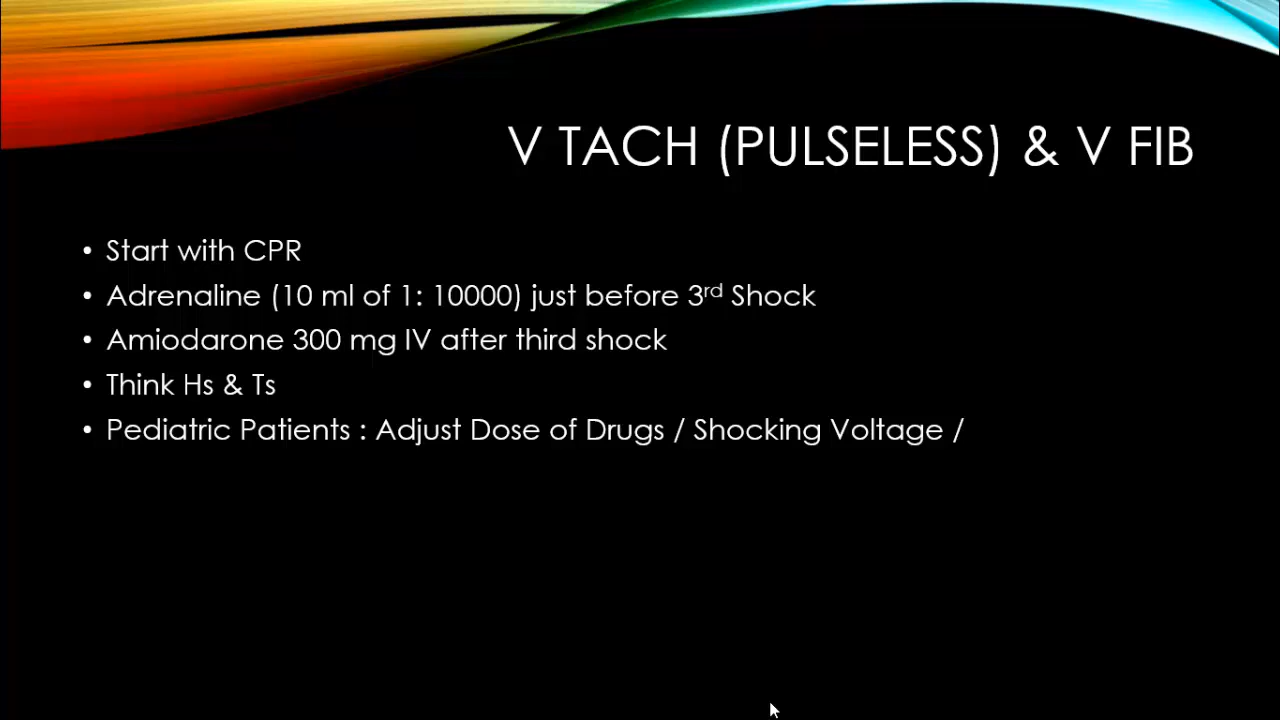 V TACH (PULSELESS) & V FIB
• Start with CPR
• Adrenaline (10 ml of 1: 10000) just before 3rd Shock
• Amiodarone 300 mg IV after third shock
• Think Hs & Ts
• Pediatric Patients : Adjust Dose of Drugs / Shocking Voltage /